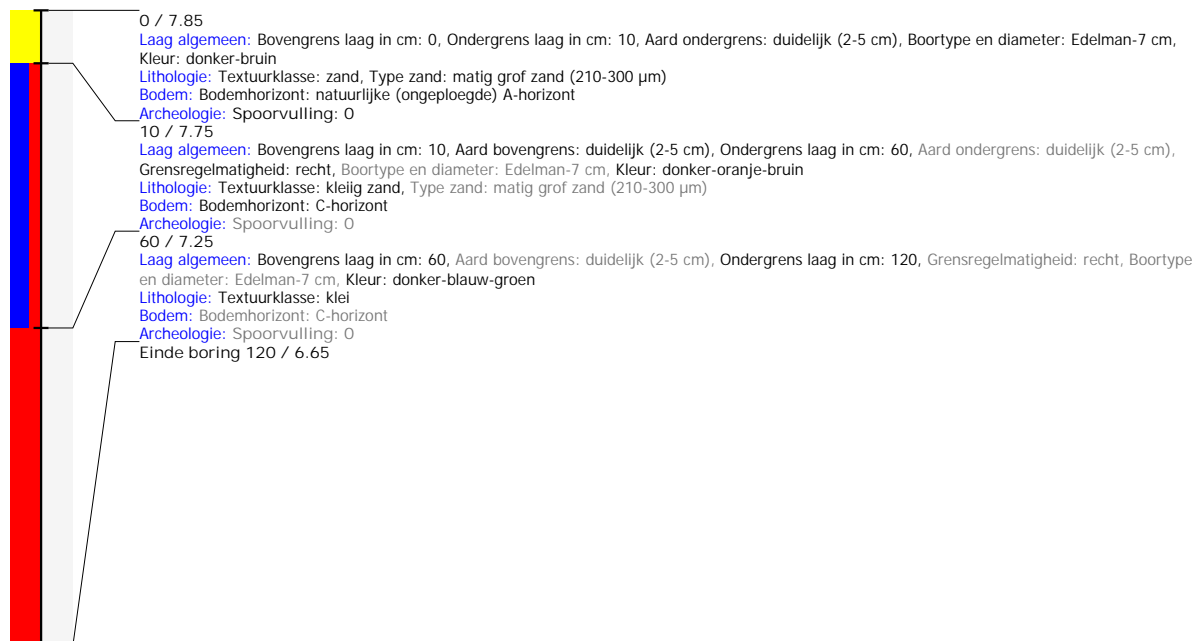 0 / 7.85
Laag algemeen: Bovengrens laag in cm: 0, Ondergrens laag in cm: 10, Aard ondergrens: duidelijk (2-5 cm), Boortype en diameter: Edelman-7 cm,
Kleur: donker-bruin
Lithologie: Textuurklasse: zand, Type zand: matig grof zand (210-300 µm)
Bodem: Bodemhorizont: natuurlijke (ongeploegde) A-horizont
Archeologie: Spoorvulling: 0
10 / 7.75
Laag algemeen: Bovengrens laag in cm: 10, Aard bovengrens: duidelijk (2-5 cm), Ondergrens laag in cm: 60, Aard ondergrens: duidelijk (2-5 cm),
Grensregelmatigheid: recht, Boortype en diameter: Edelman-7 cm, Kleur: donker-oranje-bruin
Lithologie: Textuurklasse: kleiig zand, Type zand: matig grof zand (210-300 µm)
Bodem: Bodemhorizont: C-horizont
Archeologie: Spoorvulling: 0
60 / 7.25
Laag algemeen: Bovengrens laag in cm: 60, Aard bovengrens: duidelijk (2-5 cm), Ondergrens laag in cm: 120, Grensregelmatigheid: recht, Boortype
en diameter: Edelman-7 cm, Kleur: donker-blauw-groen
Lithologie: Textuurklasse: klei
Bodem: Bodemhorizont: C-horizont
Archeologie: Spoorvulling: 0
Einde boring 120 / 6.65